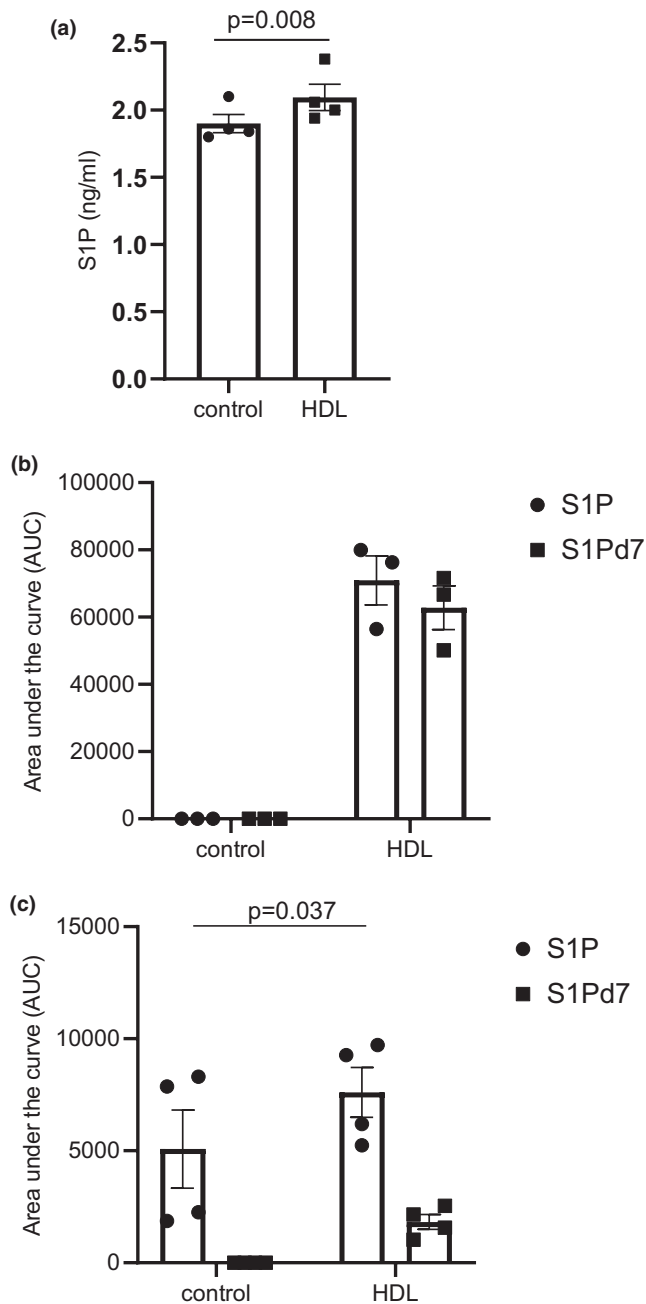 (a)
p=0.008
2.5
2.0
1.5
1.0
0.5
0.0
S1P (ng/ml)
control HDL
(b)
100000
80000
60000
40000
20000
0
Area under the curve (AUC)
control HDL
S1P
S1Pd7
(c)
p=0.037
15000
10000
5000
0
Area under the curve (AUC)
control HDL
S1P
S1Pd7